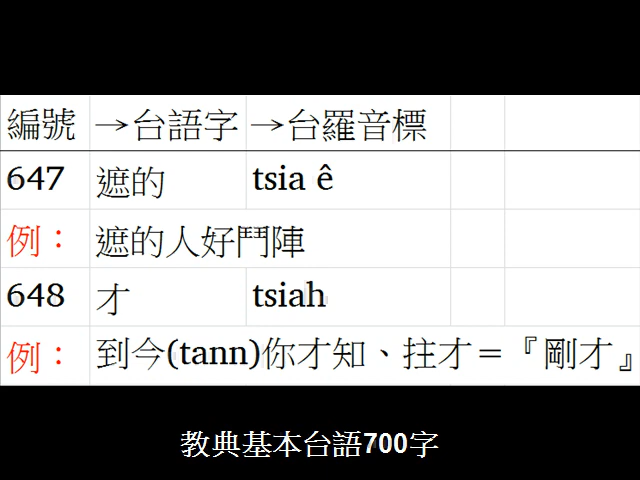 編號 →台語字 →台羅音標
647 遮的 tsia ê
例： 遮的人好鬥陣
648 才 tsiah
例： 到今(tann)你才知、拄才＝『剛才』
教典基本台語700字